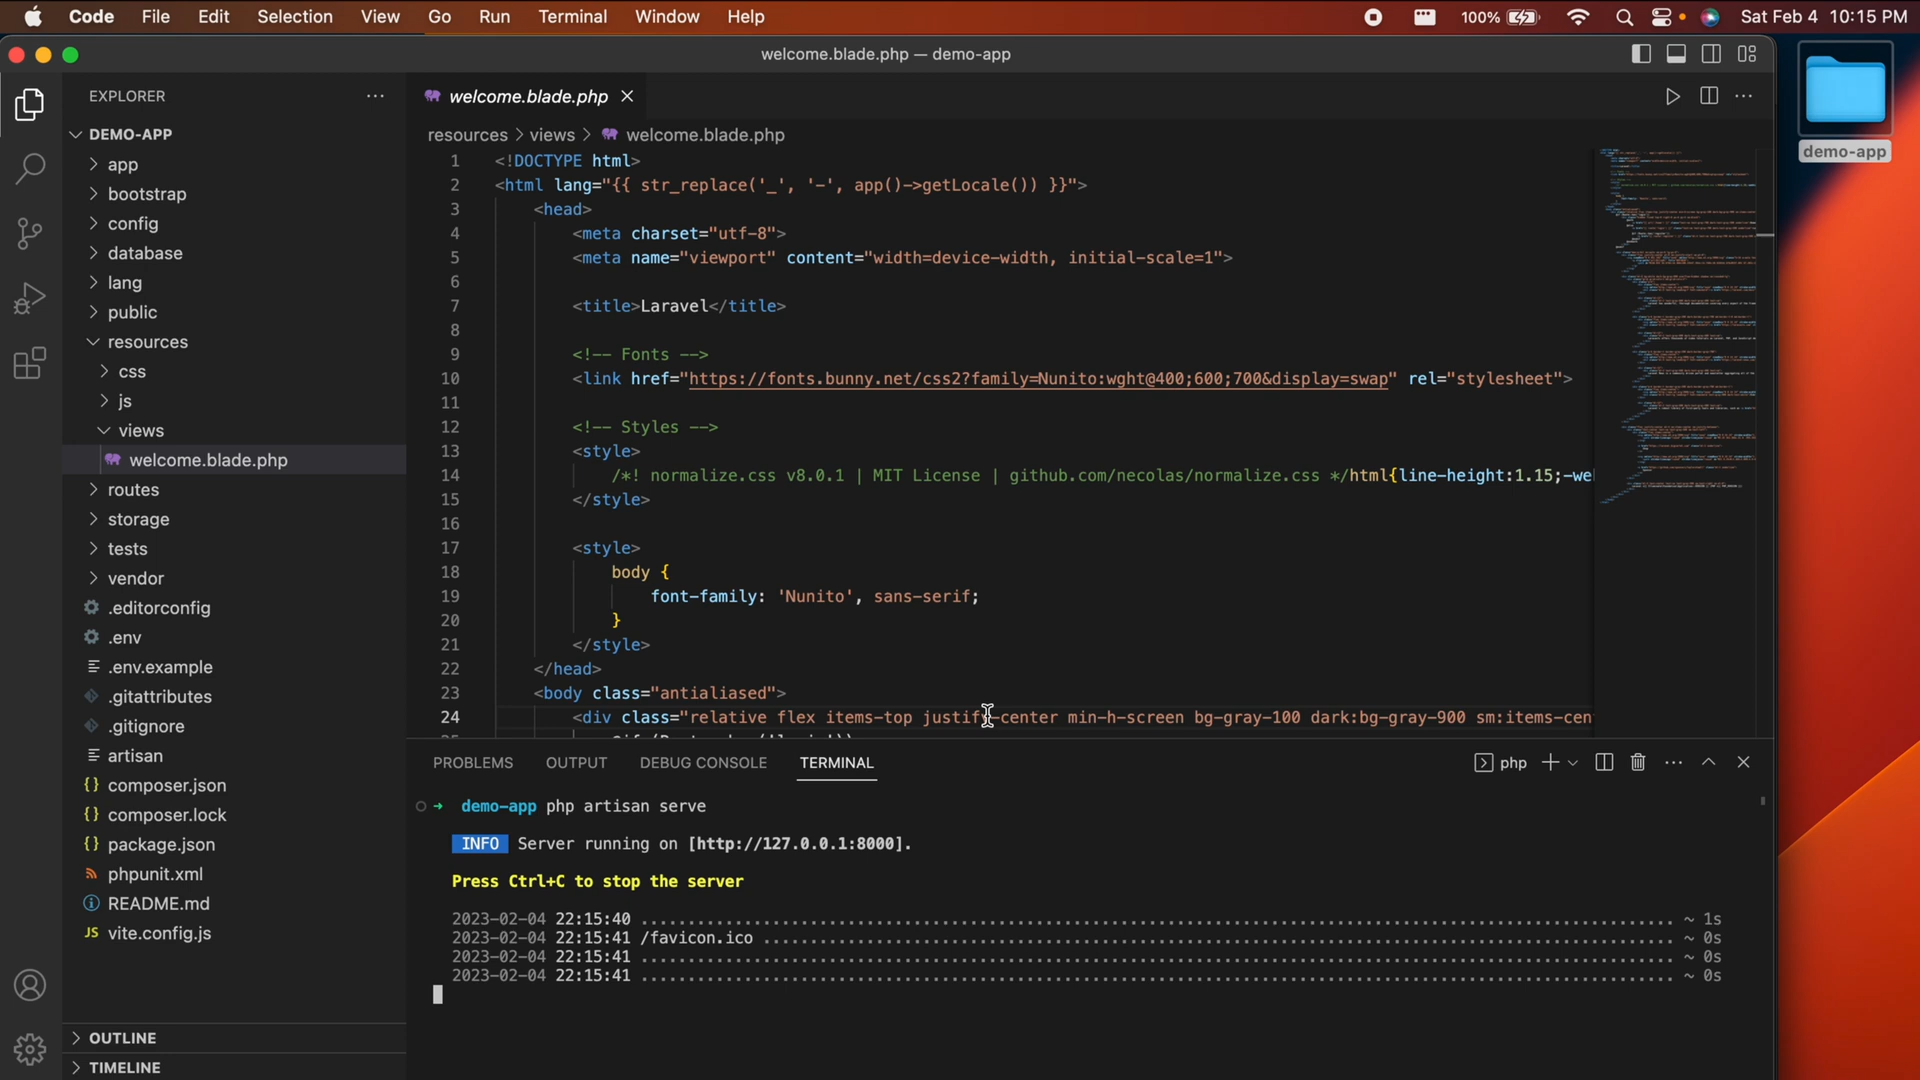 Code File Edit Selection View Go Run Terminal Window Help 100% Sat Feb 4 10:15 PM
welcome.blade.php — demo-app
demo-app
EXPLORER
DEMO-APP
app
bootstrap
config
database
lang
public
resources
css
js
views
welcome.blade.php
routes
storage
tests
vendor
.editorconfig
.env
.env.example
.gitattributes
.gitignore
artisan
{} composer.json
{} composer.lock
{} package.json
phpunit.xml
README.md
JS vite.config.js
OUTLINE
TIMELINE
welcome.blade.php
resources > views > welcome.blade.php
1 <!DOCTYPE html>
2 <html lang="{{ str_replace('_', '-', app()->getLocale()) }}">
3 <head>
4 <meta charset="utf-8">
5 <meta name="viewport" content="width=device-width, initial-scale=1">
6
7 <title>Laravel</title>
8
9 <!-- Fonts -->
10 <link href="https://fonts.bunny.net/css2?family=Nunito:wght@400;600;700&display=swap" rel="stylesheet">
11
12 <!-- Styles -->
13 <style>
14 /*! normalize.css v8.0.1 | MIT License | github.com/necolas/normalize.css */html{line-height:1.15;-we
15 </style>
16
17 <style>
18 body {
19 font-family: 'Nunito', sans-serif;
20 }
21 </style>
22 </head>
23 <body class="antialiased">
24 <div class="relative flex items-top justify-center min-h-screen bg-gray-100 dark:bg-gray-900 sm:items-cen
PROBLEMS OUTPUT DEBUG CONSOLE TERMINAL php
demo-app php artisan serve
INFO Server running on [http://127.0.0.1:8000].
Press Ctrl+C to stop the server
2023-02-04 22:15:40 ........ ~ 1s
2023-02-04 22:15:41 /favicon.ico ........ ~ 0s
2023-02-04 22:15:41 ........ ~ 0s
2023-02-04 22:15:41 ........ ~ 0s